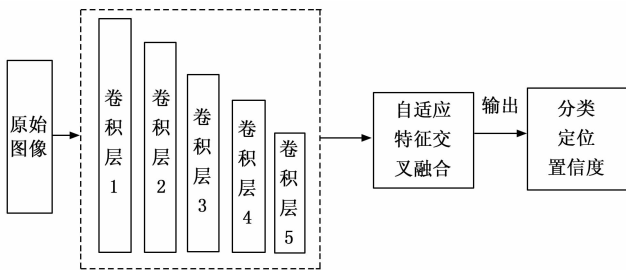 原始
图像
卷积层1
卷积层2
卷积层3
卷积层4
卷积层5
自适应
特征交
叉融合
输出
分类
定位
置信度